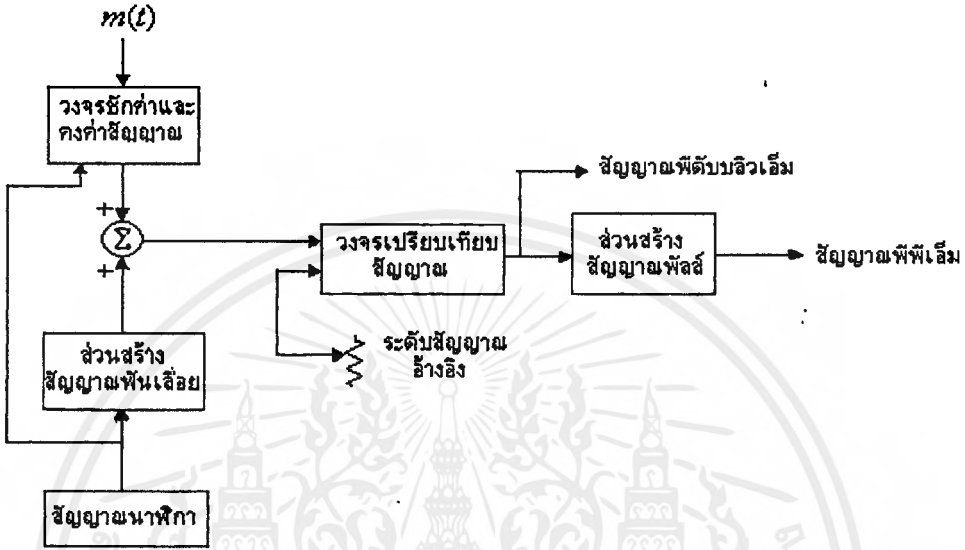 m(t)
วงจรชักค่าและ
คงค่าสัญญาณ
+
Σ
+
สัญญาณพีดับบลิวเอ็ม
วงจรเปรียบเทียบ
สัญญาณ
ส่วนสร้าง
สัญญาณพัลส์
สัญญาณพีพีเอ็ม
ระดับสัญญาณ
อ้างอิง
ส่วนสร้าง
สัญญาณฟันเลื่อย
สัญญาณนาฬิกา